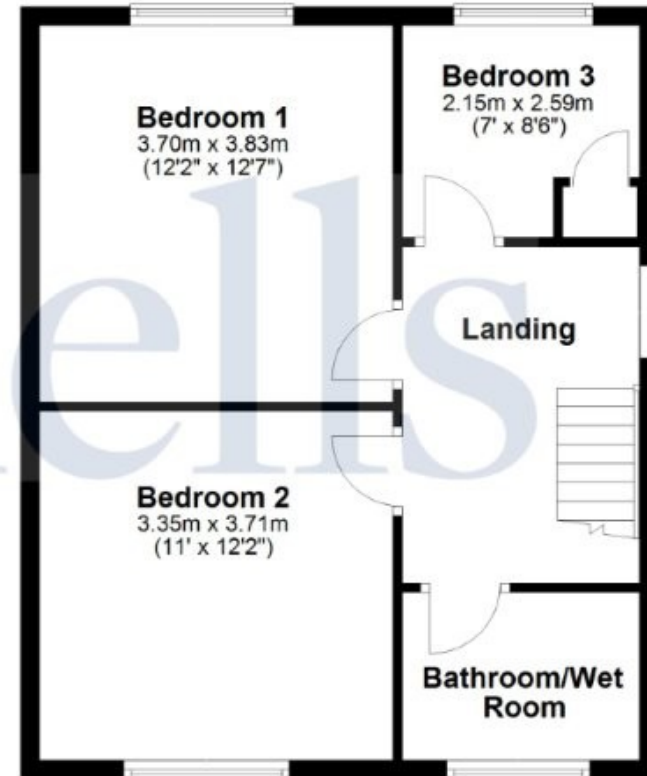 Bedroom 1
3.70m x 3.83m
(12'2" x 12'7")
Bedroom 3
2.15m x 2.59m
(7' x 8'6")
Landing
ells
Bedroom 2
3.35m x 3.71m
(11' x 12'2")
Bathroom/Wet
Room